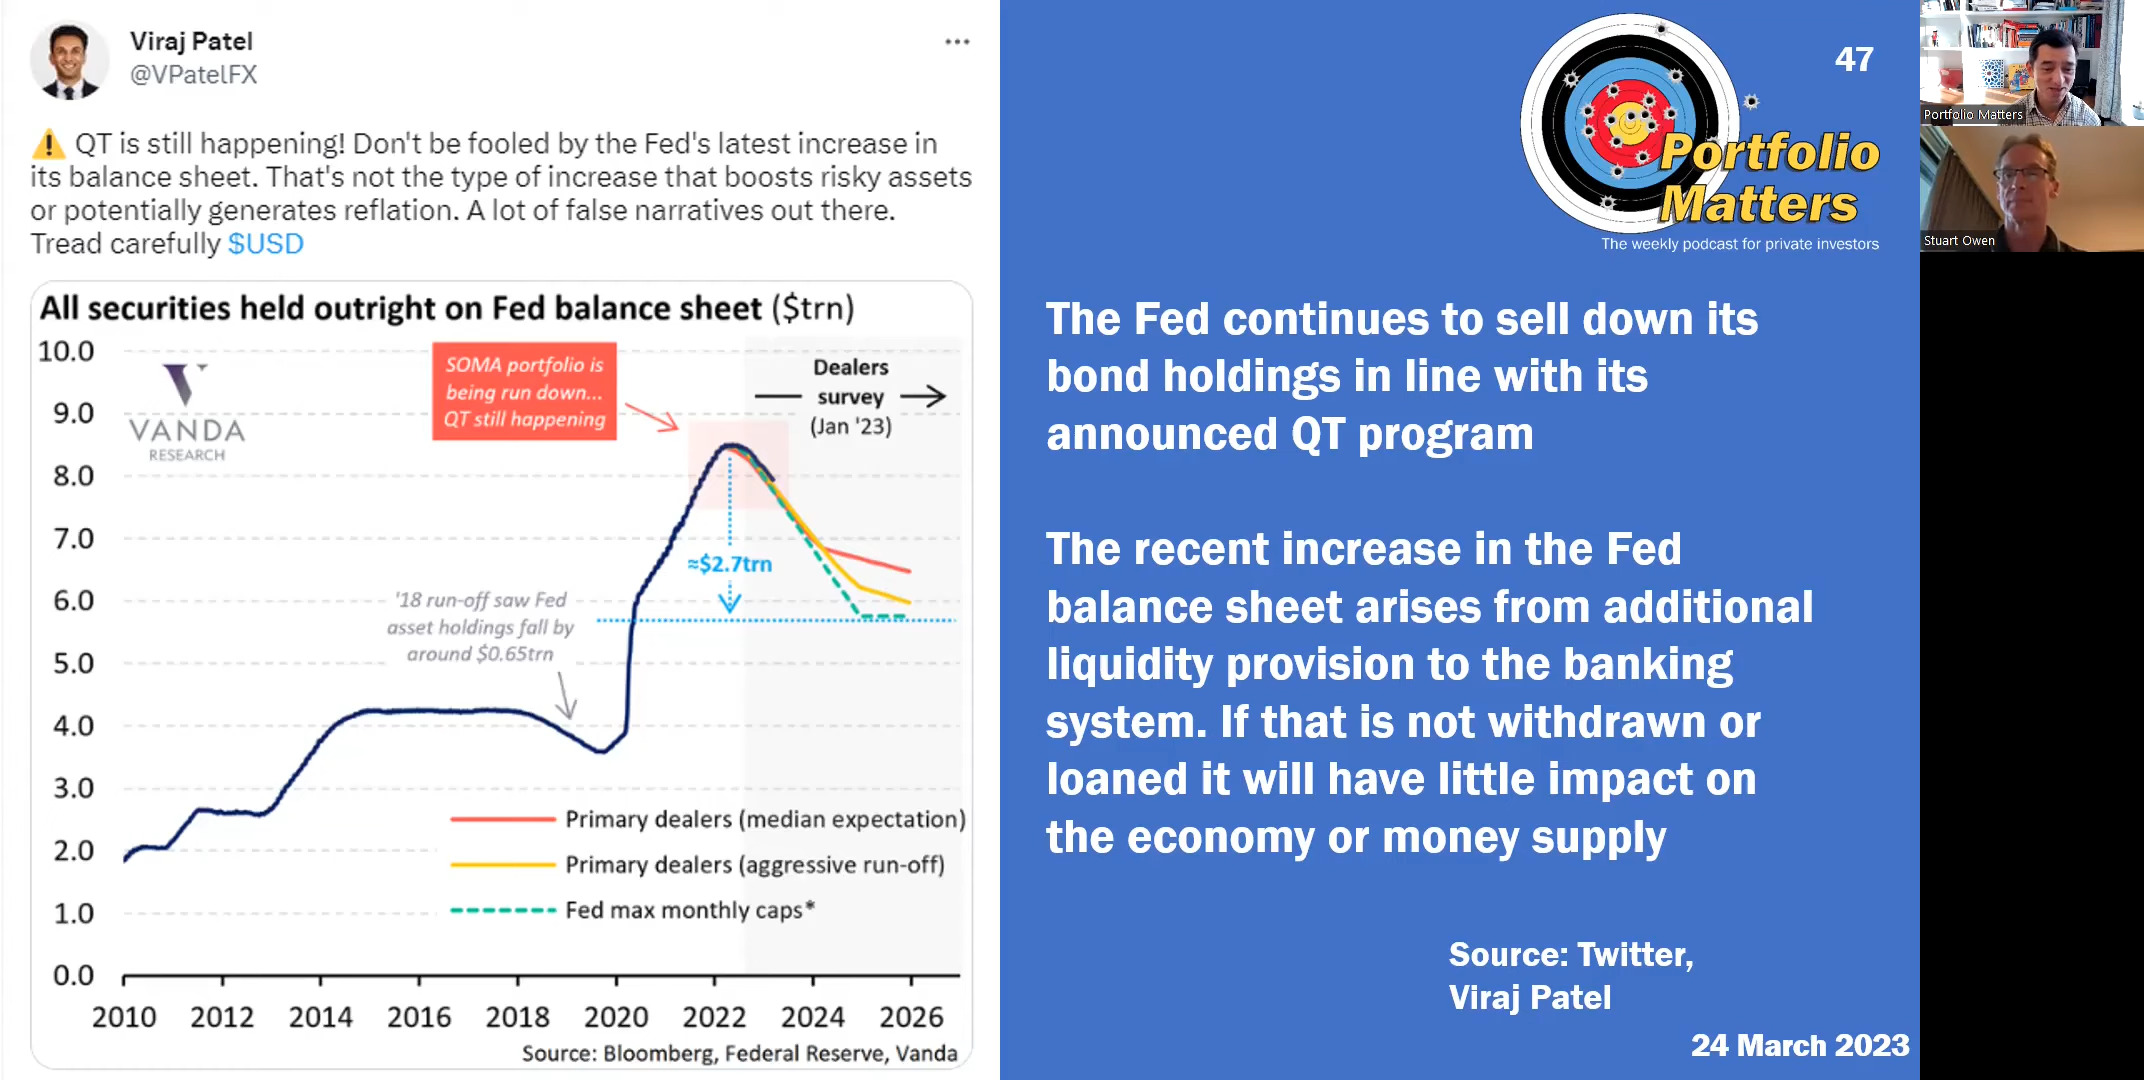 Viraj Patel
@VPatelFX
⚠ QT is still happening! Don't be fooled by the Fed's latest increase in
its balance sheet. That's not the type of increase that boosts risky assets
or potentially generates reflation. A lot of false narratives out there.
Tread carefully $USD
All securities held outright on Fed balance sheet ($trn)
10.0
9.0
8.0
7.0
6.0
5.0
4.0
3.0
2.0
1.0
0.0
VANDA
RESEARCH
SOMA portfolio is
being run down...
QT still happening
Dealers
survey
(Jan '23)
≈$2.7trn
'18 run-off saw Fed
asset holdings fall by
around $0.65trn
Primary dealers (median expectation)
Primary dealers (aggressive run-off)
Fed max monthly caps*
2010 2012 2014 2016 2018 2020 2022 2024 2026
Source: Bloomberg, Federal Reserve, Vanda
47
Portfolio
Matters
The weekly podcast for private investors
The Fed continues to sell down its
bond holdings in line with its
announced QT program
The recent increase in the Fed
balance sheet arises from additional
liquidity provision to the banking
system. If that is not withdrawn or
loaned it will have little impact on
the economy or money supply
Source: Twitter,
Viraj Patel
24 March 2023
Portfolio Matters
Stuart Owen